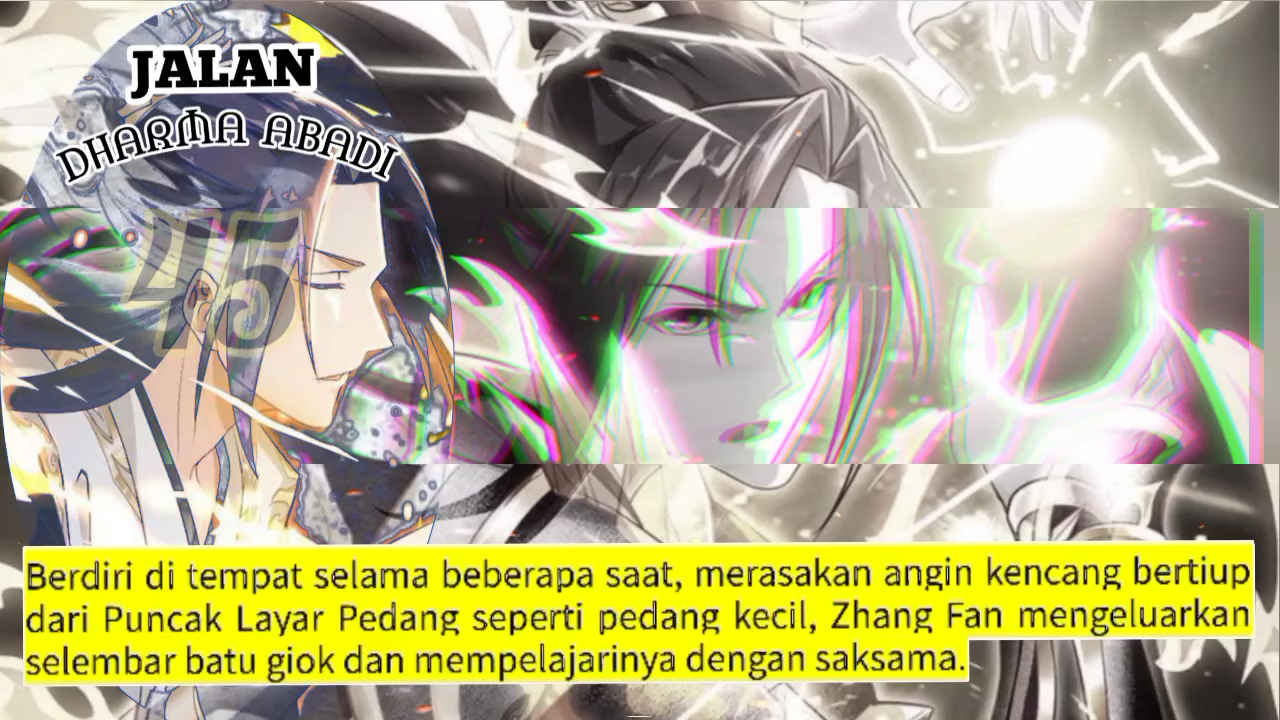 JALAN
DHARMA ABADI
45
Berdiri di tempat selama beberapa saat, merasakan angin kencang bertiup
dari Puncak Layar Pedang seperti pedang kecil, Zhang Fan mengeluarkan
selembar batu giok dan mempelajarinya dengan saksama.